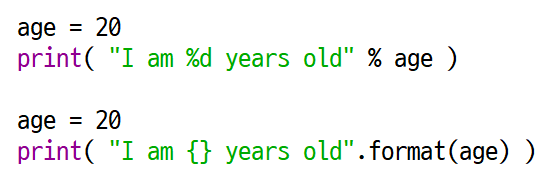 age = 20
print( "I am %d years old" % age )
age = 20
print( "I am {} years old".format(age) )